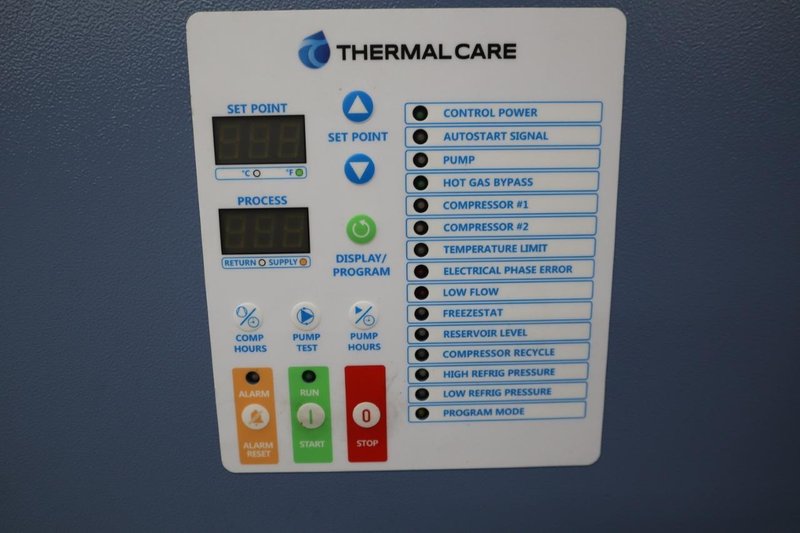 THERMAL CARE
SET POINT
°C °F
SET POINT
PROCESS
RETURN SUPPLY
DISPLAY/
PROGRAM
COMP
HOURS
PUMP
TEST
PUMP
HOURS
ALARM
ALARM
RESET
RUN
I
START
0
STOP
CONTROL POWER
AUTOSTART SIGNAL
PUMP
HOT GAS BYPASS
COMPRESSOR #1
COMPRESSOR #2
TEMPERATURE LIMIT
ELECTRICAL PHASE ERROR
LOW FLOW
FREEZESTAT
RESERVOIR LEVEL
COMPRESSOR RECYCLE
HIGH REFRIG PRESSURE
LOW REFRIG PRESSURE
PROGRAM MODE